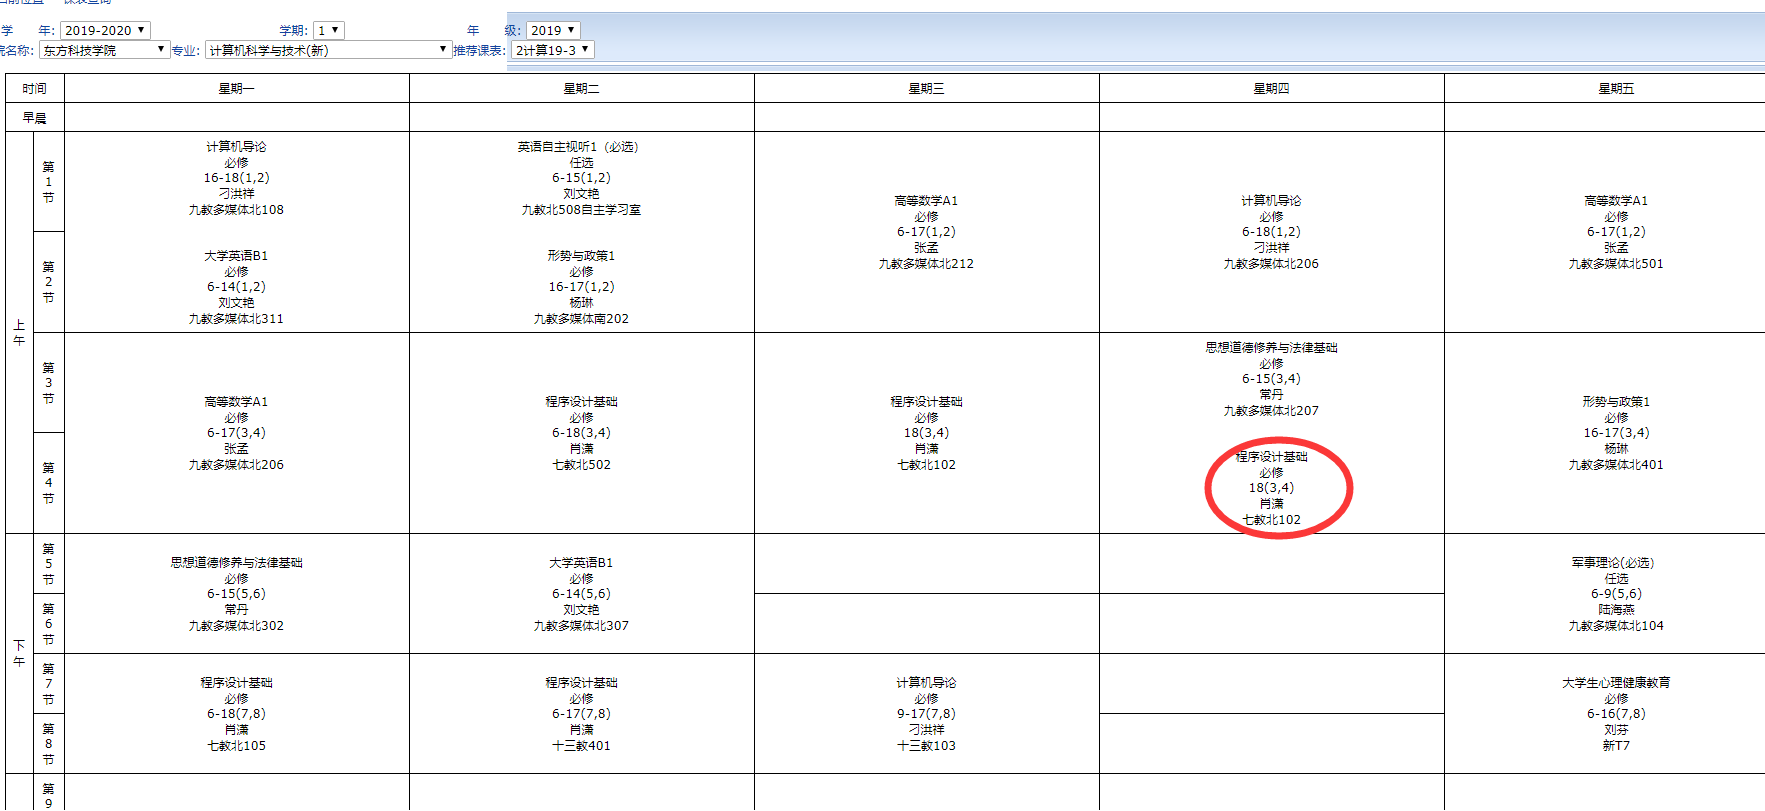 学 年: 2019-2020 学期: 1 年 级: 2019
院名称: 东方科技学院 专业: 计算机科学与技术(新) 推荐课表: 2计算19-3
时间 星期一 星期二 星期三 星期四 星期五
早晨
上午
第1节
计算机导论
必修
16-18(1,2)
刁洪祥
九教多媒体北108
大学英语B1
必修
6-14(1,2)
刘文艳
九教多媒体北311
英语自主视听1（必选）
任选
6-15(1,2)
刘文艳
九教北508自主学习室
形势与政策1
必修
16-17(1,2)
杨琳
九教多媒体南202
高等数学A1
必修
6-17(1,2)
张孟
九教多媒体北212
计算机导论
必修
6-18(1,2)
刁洪祥
九教多媒体北206
高等数学A1
必修
6-17(1,2)
张孟
九教多媒体北501
第2节
第3节
高等数学A1
必修
6-17(3,4)
张孟
九教多媒体北206
程序设计基础
必修
6-18(3,4)
肖潇
七教北502
程序设计基础
必修
18(3,4)
肖潇
七教北102
思想道德修养与法律基础
必修
6-15(3,4)
常丹
九教多媒体北207
程序设计基础
必修
18(3,4)
肖潇
七教北102
形势与政策1
必修
16-17(3,4)
杨琳
九教多媒体北401
第4节
下午
第5节
思想道德修养与法律基础
必修
6-15(5,6)
常丹
九教多媒体北302
大学英语B1
必修
6-14(5,6)
刘文艳
九教多媒体北307
军事理论(必选)
任选
6-9(5,6)
陆海燕
九教多媒体北104
第6节
第7节
程序设计基础
必修
6-18(7,8)
肖潇
七教北105
程序设计基础
必修
6-17(7,8)
肖潇
十三教401
计算机导论
必修
9-17(7,8)
刁洪祥
十三教103
大学生心理健康教育
必修
6-16(7,8)
刘芬
新T7
第8节
第9